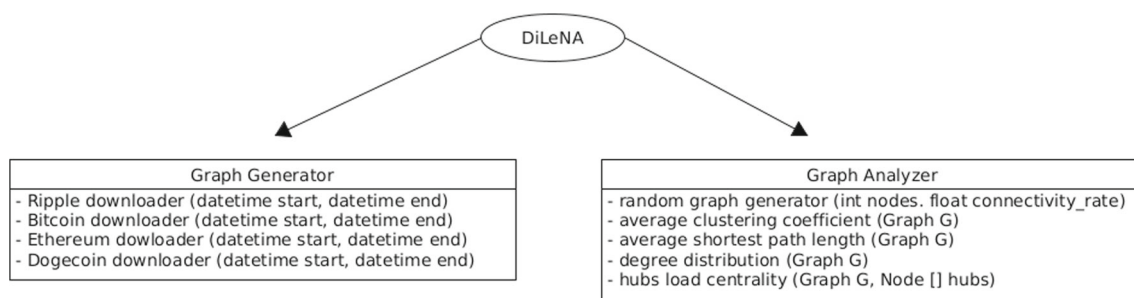 DiLeNA
Graph Generator
- Ripple downloader (datetime start, datetime end)
- Bitcoin downloader (datetime start, datetime end)
- Ethereum dowloader (datetime start, datetime end)
- Dogecoin downloader (datetime start, datetime end)
Graph Analyzer
- random graph generator (int nodes. float connectivity_rate)
- average clustering coefficient (Graph G)
- average shortest path length (Graph G)
- degree distribution (Graph G)
- hubs load centrality (Graph G, Node [] hubs)